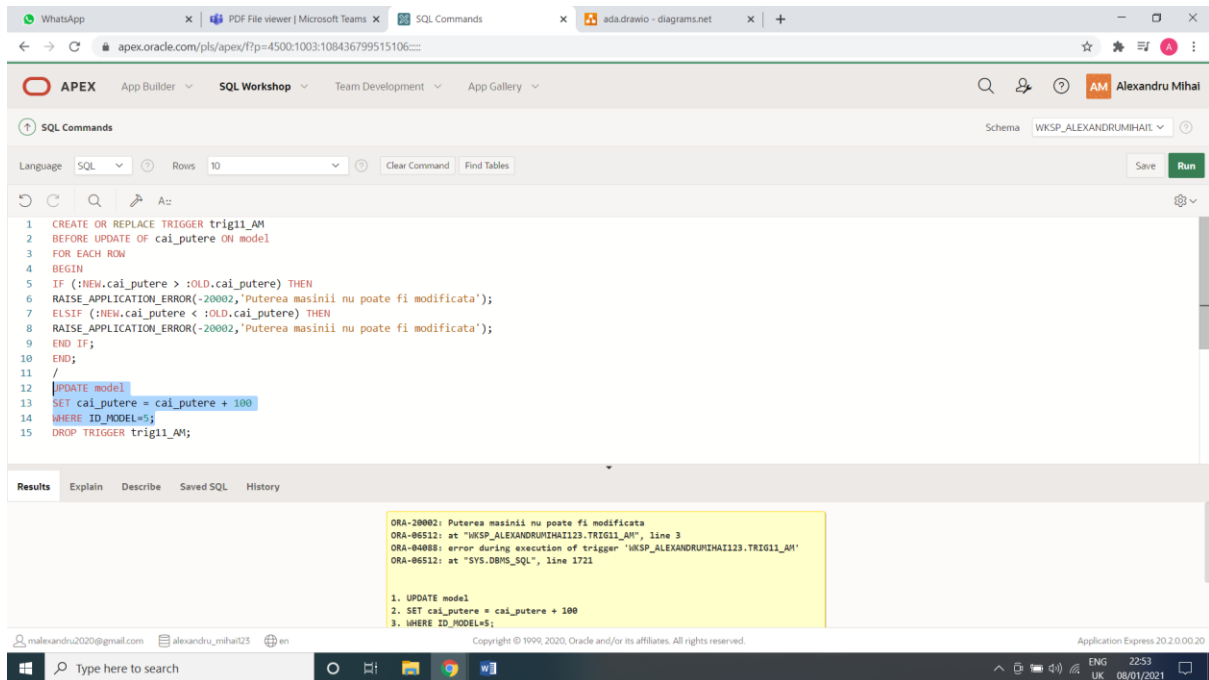 WhatsApp
PDF File viewer | Microsoft Teams
SQL Commands
ada.drawio - diagrams.net
apex.oracle.com/pls/apex/f?p=4500:1003:108436799515106:::::
A
APEX App Builder SQL Workshop Team Development App Gallery AM Alexandru Mihai
SQL Commands Schema WKSP_ALEXANDRUMIHAI1
Language SQL Rows 10 Clear Command Find Tables Save Run
A::
1 CREATE OR REPLACE TRIGGER trig11_AM
2 BEFORE UPDATE OF cai_putere ON model
3 FOR EACH ROW
4 BEGIN
5 IF (:NEW.cai_putere > :OLD.cai_putere) THEN
6 RAISE_APPLICATION_ERROR(-20002,'Puterea masinii nu poate fi modificata');
7 ELSIF (:NEW.cai_putere < :OLD.cai_putere) THEN
8 RAISE_APPLICATION_ERROR(-20002,'Puterea masinii nu poate fi modificata');
9 END IF;
10 END;
11 /
12 UPDATE model
13 SET cai_putere = cai_putere + 100
14 WHERE ID_MODEL=5;
15 DROP TRIGGER trig11_AM;
Results Explain Describe Saved SQL History
ORA-20002: Puterea masinii nu poate fi modificata
ORA-06512: at "WKSP_ALEXANDRUMIHAI123.TRIG11_AM", line 3
ORA-04088: error during execution of trigger 'WKSP_ALEXANDRUMIHAI123.TRIG11_AM'
ORA-06512: at "SYS.DBMS_SQL", line 1721
1. UPDATE model
2. SET cai_putere = cai_putere + 100
3. WHERE ID_MODEL=5;
malexandru2020@gmail.com alexandru_mihai123 en Copyright © 1999, 2020, Oracle and/or its affiliates. All rights reserved. Application Express 20.2.0.00.20
Type here to search
ENG 22:53
UK 08/01/2021